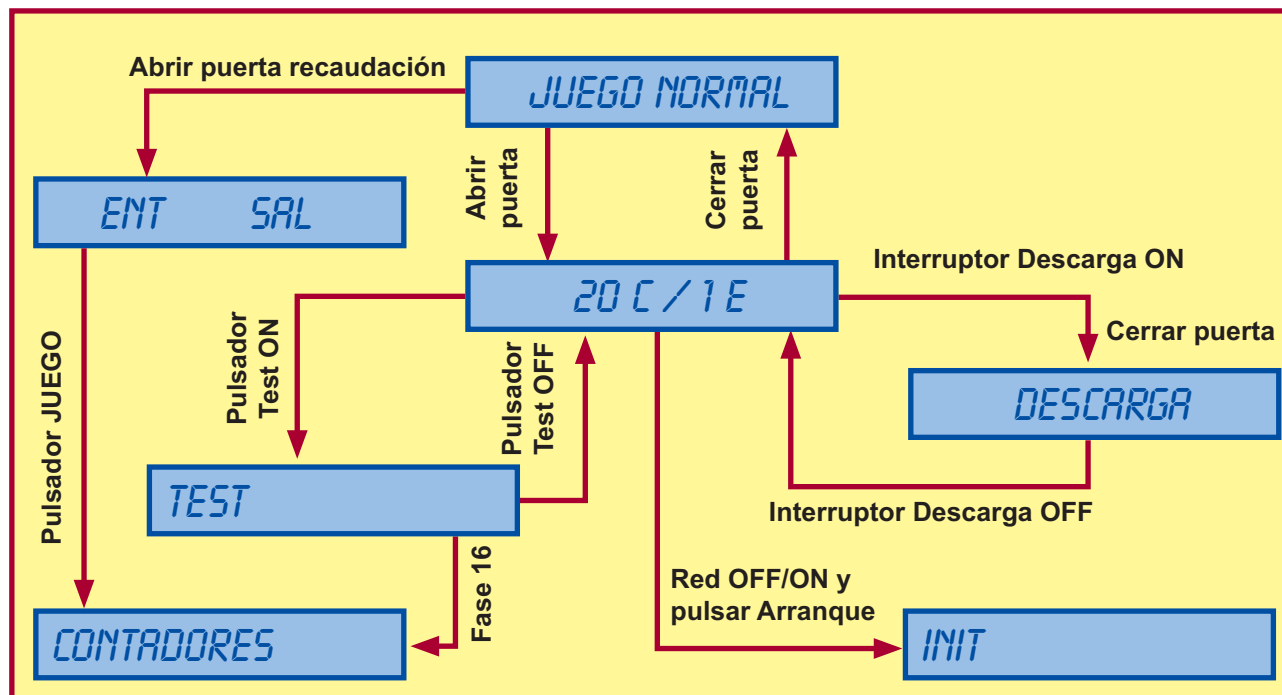 Abrir puerta recaudación
JUEGO NORMAL
Abrir
puerta
Cerrar
puerta
ENT SAL
Interruptor Descarga ON
20 C / 1 E
Cerrar puerta
Pulsador JUEGO
Pulsador
Test ON
Pulsador
Test OFF
DESCARGA
TEST
Interruptor Descarga OFF
Fase 16
Red OFF/ON y
pulsar Arranque
CONTADORES
INIT